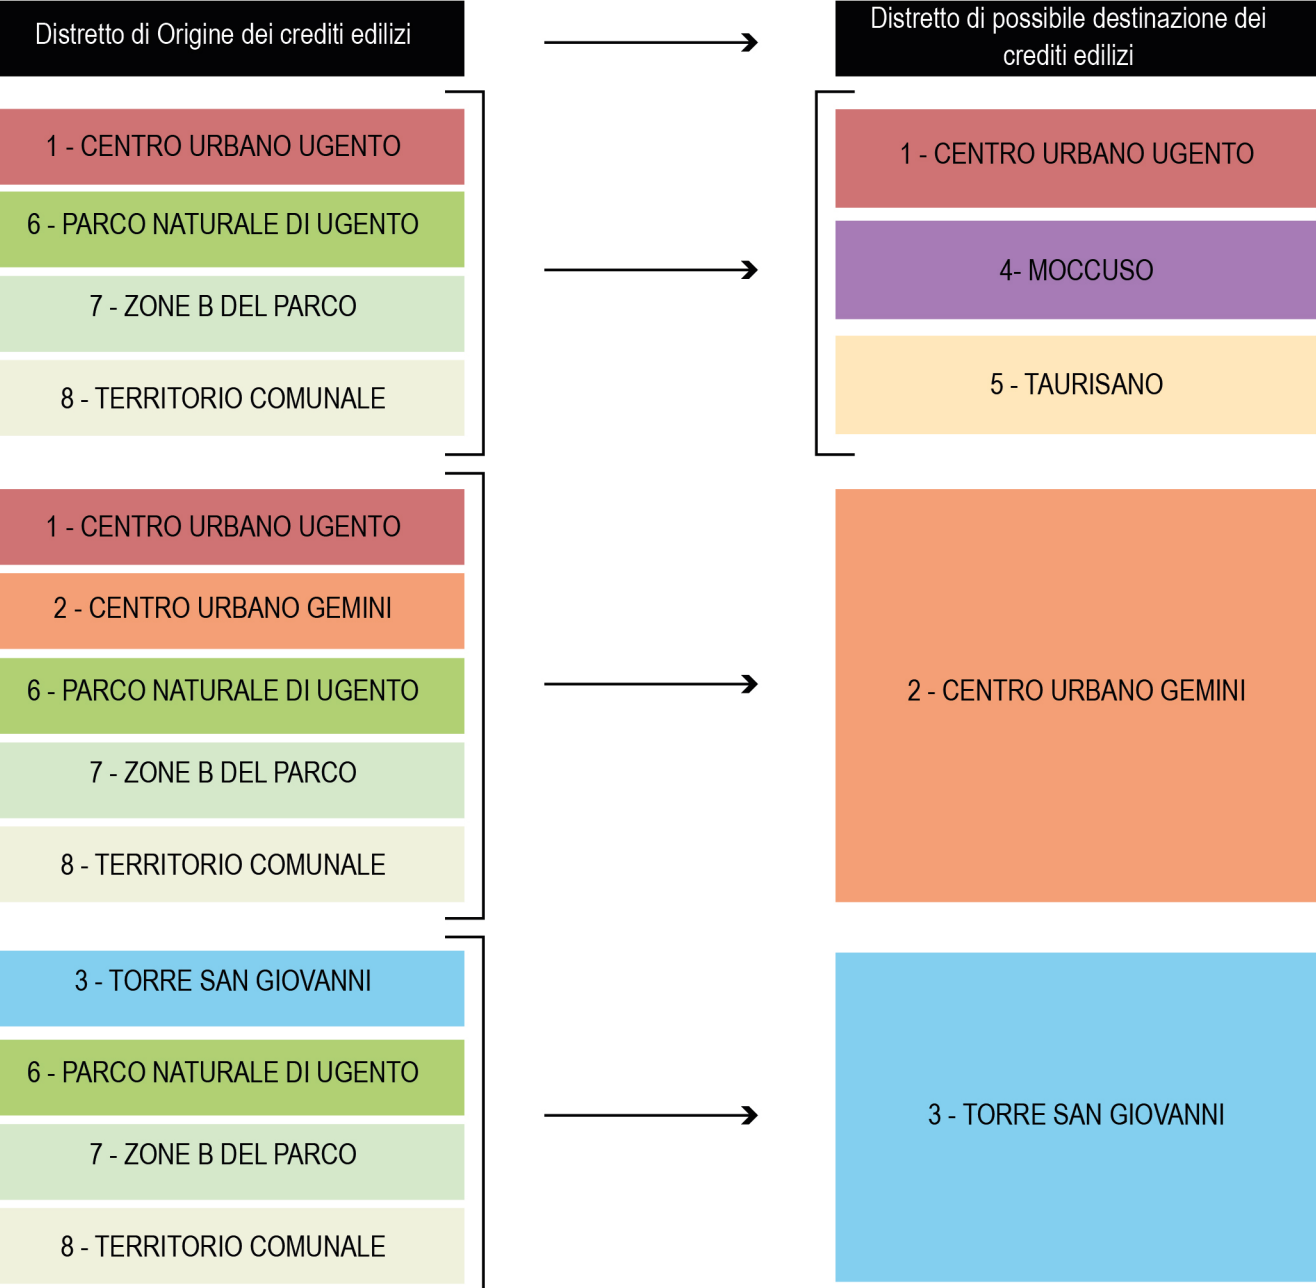 Distretto di Origine dei crediti edilizi
Distretto di possibile destinazione dei
crediti edilizi
1 - CENTRO URBANO UGENTO
6 - PARCO NATURALE DI UGENTO
7 - ZONE B DEL PARCO
8 - TERRITORIO COMUNALE
1 - CENTRO URBANO UGENTO
4- MOCCUSO
5 - TAURISANO
1 - CENTRO URBANO UGENTO
2 - CENTRO URBANO GEMINI
6 - PARCO NATURALE DI UGENTO
7 - ZONE B DEL PARCO
8 - TERRITORIO COMUNALE
2 - CENTRO URBANO GEMINI
3 - TORRE SAN GIOVANNI
6 - PARCO NATURALE DI UGENTO
7 - ZONE B DEL PARCO
8 - TERRITORIO COMUNALE
3 - TORRE SAN GIOVANNI